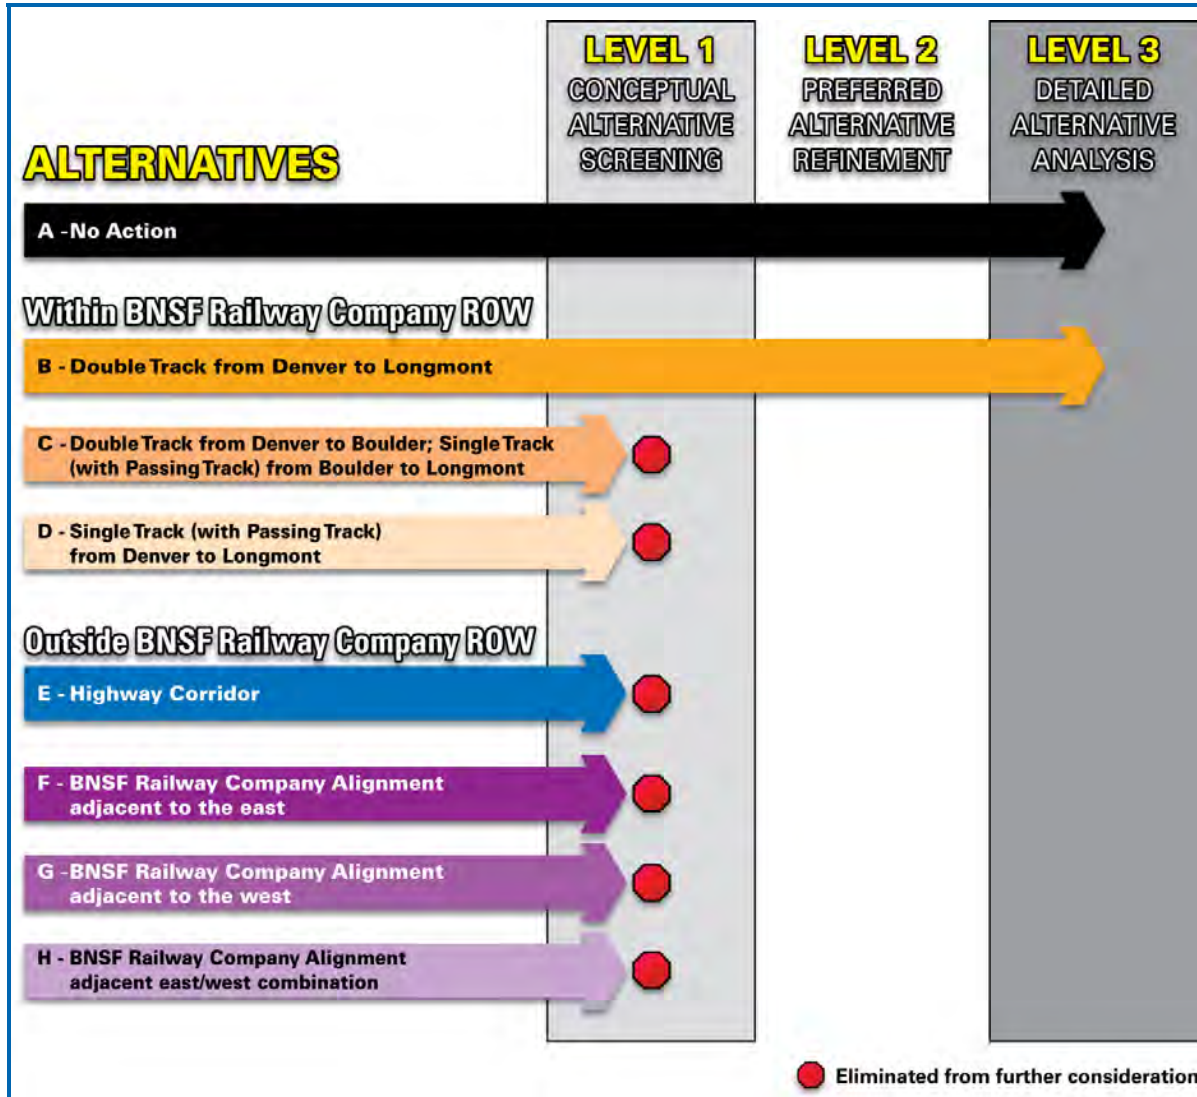 LEVEL 1
CONCEPTUAL
ALTERNATIVE
SCREENING
LEVEL 2
PREFERRED
ALTERNATIVE
REFINEMENT
LEVEL 3
DETAILED
ALTERNATIVE
ANALYSIS
ALTERNATIVES
A -No Action
Within BNSF Railway Company ROW
B - Double Track from Denver to Longmont
C - Double Track from Denver to Boulder; Single Track
(with Passing Track) from Boulder to Longmont
D - Single Track (with Passing Track)
from Denver to Longmont
Outside BNSF Railway Company ROW
E - Highway Corridor
F - BNSF Railway Company Alignment
adjacent to the east
G -BNSF Railway Company Alignment
adjacent to the west
H - BNSF Railway Company Alignment
adjacent east/west combination
Eliminated from further consideration